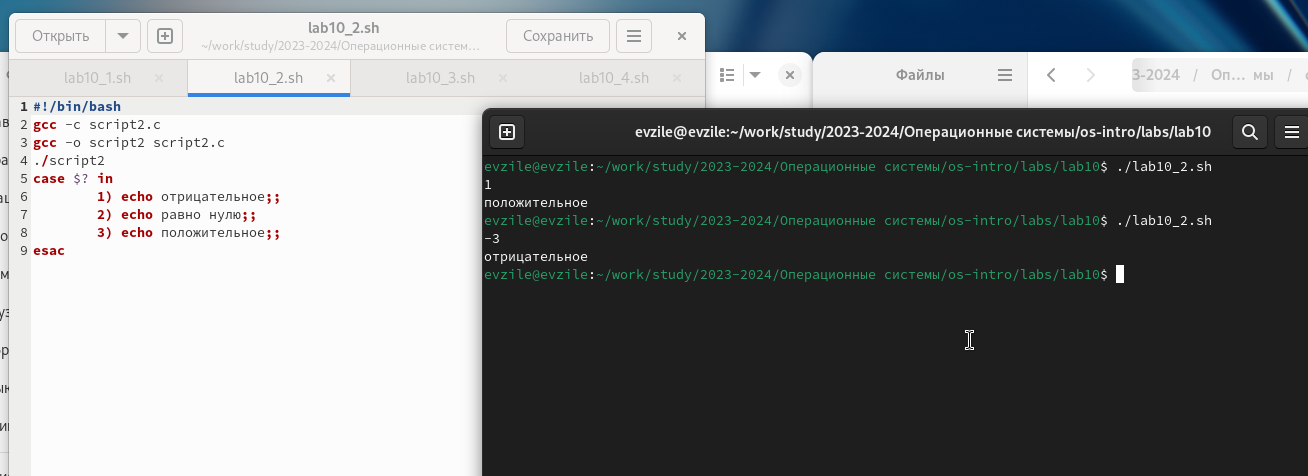 Открыть
lab10_2.sh
~/work/study/2023-2024/Операционные систем...
Сохранить
lab10_1.sh
lab10_2.sh
lab10_3.sh
lab10_4.sh
1 #!/bin/bash
2 gcc -c script2.c
3 gcc -o script2 script2.c
4 ./script2
5 case $? in
6 1) echo отрицательное;;
7 2) echo равно нулю;;
8 3) echo положительное;;
9 esac
Файлы
3-2024 / Оп… мы /
evzile@evzile:~/work/study/2023-2024/Операционные системы/os-intro/labs/lab10
evzile@evzile:~/work/study/2023-2024/Операционные системы/os-intro/labs/lab10$ ./lab10_2.sh
1
положительное
evzile@evzile:~/work/study/2023-2024/Операционные системы/os-intro/labs/lab10$ ./lab10_2.sh
-3
отрицательное
evzile@evzile:~/work/study/2023-2024/Операционные системы/os-intro/labs/lab10$